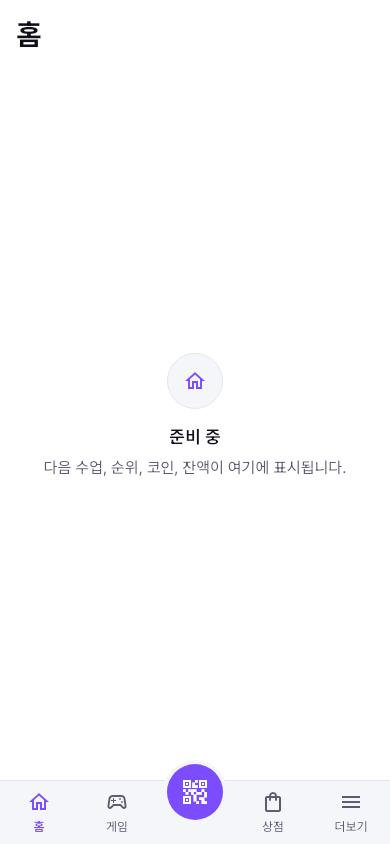 홈
준비 중
다음 수업, 순위, 코인, 잔액이 여기에 표시됩니다.
홈
게임
상점
더보기